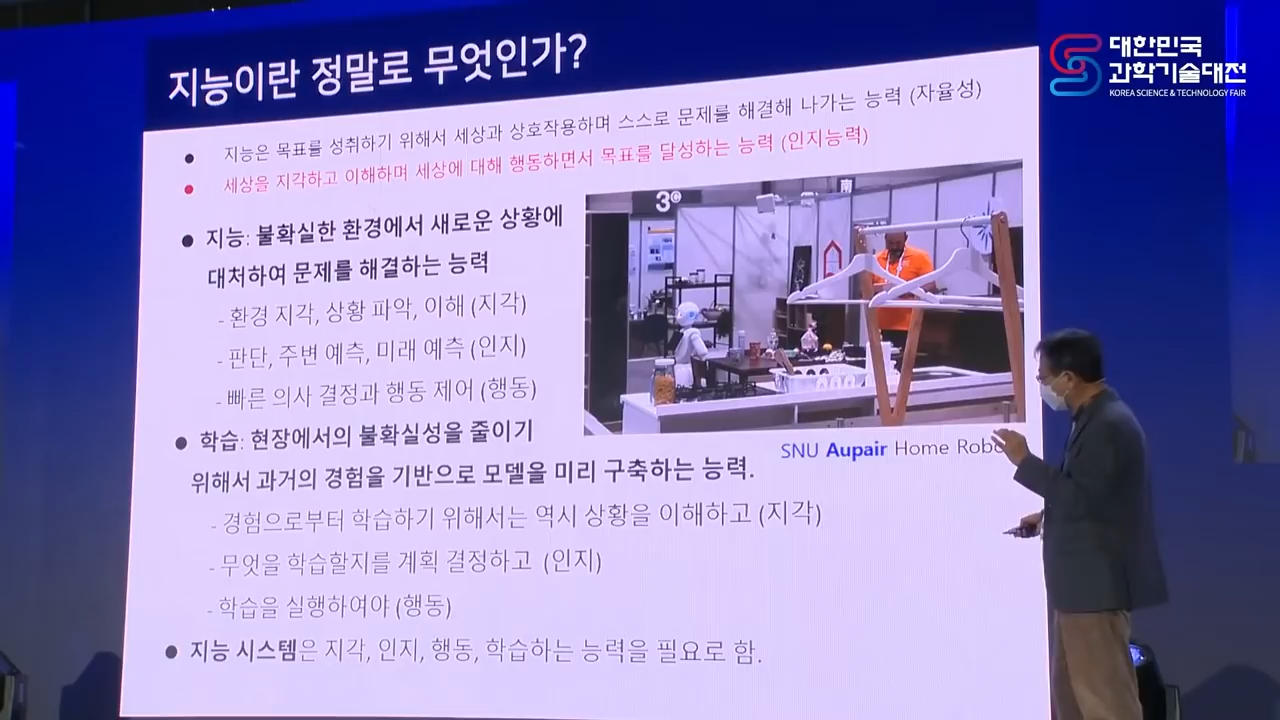 지능이란 정말로 무엇인가?
대한민국
과학기술대전
KOREA SCIENCE & TECHNOLOGY FAIR
● 지능은 목표를 성취하기 위해서 세상과 상호작용하며 스스로 문제를 해결해 나가는 능력 (자율성)
● 세상을 지각하고 이해하며 세상에 대해 행동하면서 목표를 달성하는 능력 (인지능력)
● 지능: 불확실한 환경에서 새로운 상황에
대처하여 문제를 해결하는 능력
- 환경 지각, 상황 파악, 이해 (지각)
- 판단, 주변 예측, 미래 예측 (인지)
- 빠른 의사 결정과 행동 제어 (행동)
3C
南
SNU Aupair Home Robo
● 학습: 현장에서의 불확실성을 줄이기
위해서 과거의 경험을 기반으로 모델을 미리 구축하는 능력.
- 경험으로부터 학습하기 위해서는 역시 상황을 이해하고 (지각)
- 무엇을 학습할지를 계획 결정하고 (인지)
- 학습을 실행하여야 (행동)
● 지능 시스템은 지각, 인지, 행동, 학습하는 능력을 필요로 함.